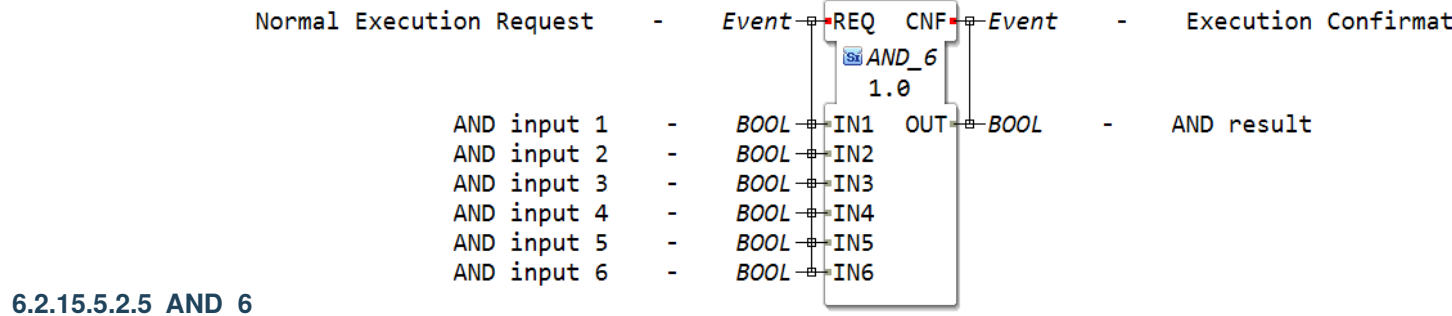 Normal Execution Request - Event REQ CNF Event - Execution Confirmat
AND_6
1.0
AND input 1 - BOOL IN1 OUT BOOL - AND result
AND input 2 - BOOL IN2
AND input 3 - BOOL IN3
AND input 4 - BOOL IN4
AND input 5 - BOOL IN5
AND input 6 - BOOL IN6
6.2.15.5.2.5 AND 6